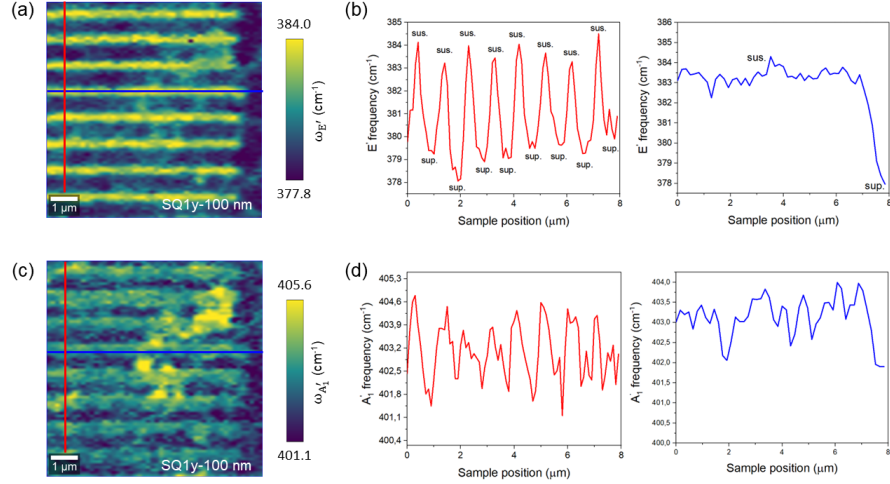 (a)
384.0
ω_E′ (cm⁻¹)
377.8
1 μm
SQ1y-100 nm
(b)
385
384
383
382
381
380
379
378
E′ frequency (cm⁻¹)
sus. sus. sus. sus. sus. sus. sus. sus.
sup. sup. sup. sup. sup. sup. sup.
0 2 4 6 8
Sample position (μm)
386
385
384
383
382
381
380
379
378
E′ frequency (cm⁻¹)
sus.
sup.
0 2 4 6 8
Sample position (μm)
(c)
405.6
ω_A₁′ (cm⁻¹)
401.1
1 μm
SQ1y-100 nm
(d)
405,3
404,6
403,9
403,2
402,5
401,8
401,1
400,4
A₁′ frequency (cm⁻¹)
0 2 4 6 8
Sample position (μm)
404,0
403,0
402,0
401,0
400,0
A₁′ frequency (cm⁻¹)
0 2 4 6 8
Sample position (μm)